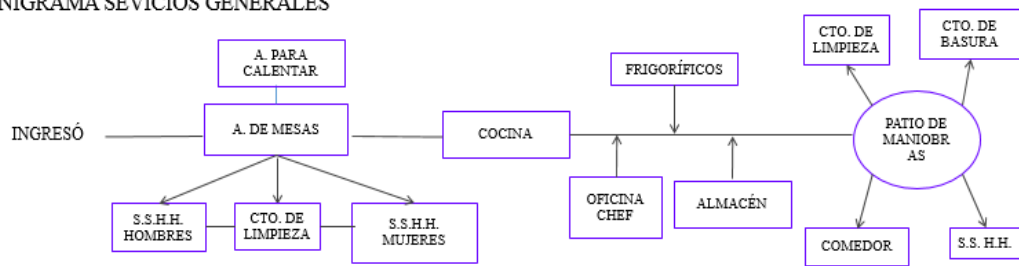 NIGRAMA SEVICIOS GENERALES
A. PARA
CALENTAR
INGRESÓ
A. DE MESAS
S.S.H.H.
HOMBRES
CTO. DE
LIMPIEZA
S.S.H.H.
MUJERES
COCINA
FRIGORÍFICOS
OFICINA
CHEF
ALMACÉN
CTO. DE
LIMPIEZA
CTO. DE
BASURA
PATIO DE
MANIOBR
AS
COMEDOR
S.S. H.H.